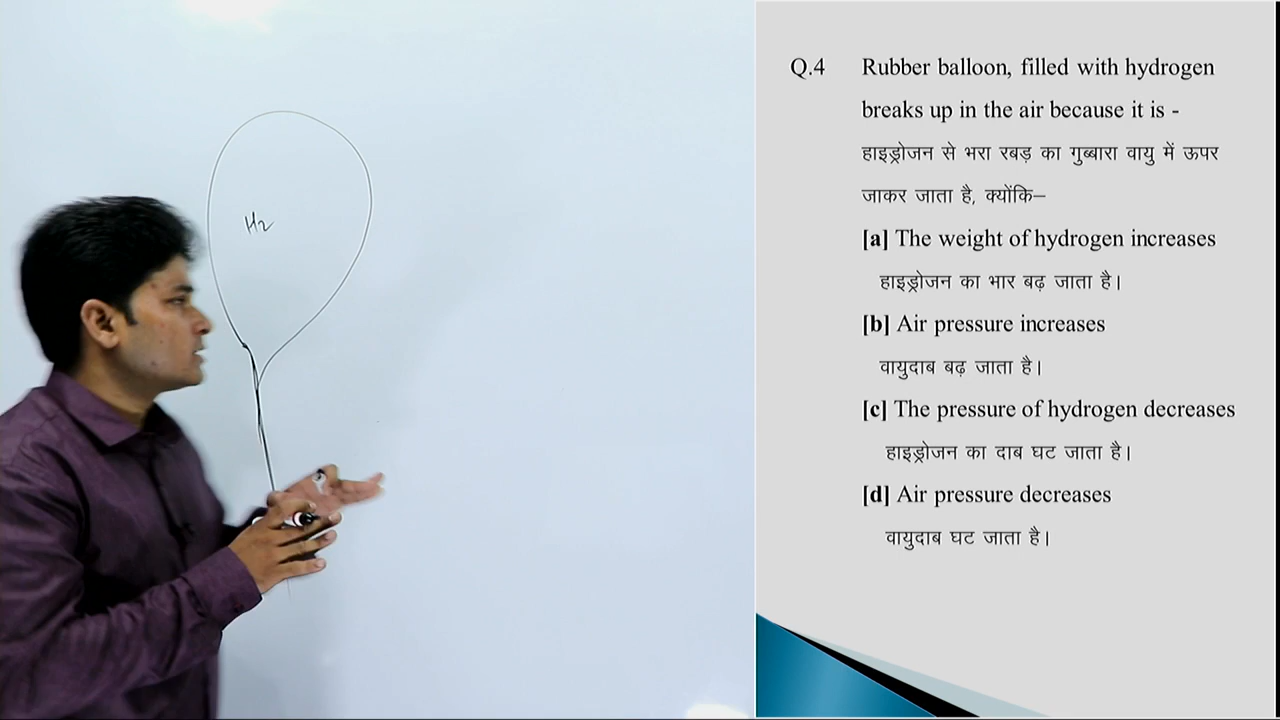 H2
Q.4 Rubber balloon, filled with hydrogen
breaks up in the air because it is -
हाइड्रोजन से भरा रबड़ का गुब्बारा वायु में ऊपर
जाकर जाता है, क्योंकि–
[a] The weight of hydrogen increases
हाइड्रोजन का भार बढ़ जाता है।
[b] Air pressure increases
वायुदाब बढ़ जाता है।
[c] The pressure of hydrogen decreases
हाइड्रोजन का दाब घट जाता है।
[d] Air pressure decreases
वायुदाब घट जाता है।